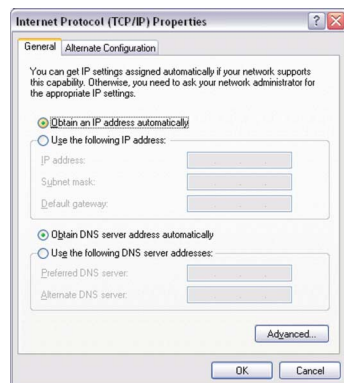 Internet Protocol (TCP/IP) Properties
General
Alternate Configuration
You can get IP settings assigned automatically if your network supports
this capability. Otherwise, you need to ask your network administrator for
the appropriate IP settings.
Obtain an IP address automatically
Use the following IP address:
IP address:
Subnet mask:
Default gateway:
Obtain DNS server address automatically
Use the following DNS server addresses:
Preferred DNS server:
Alternate DNS server:
Advanced...
OK
Cancel